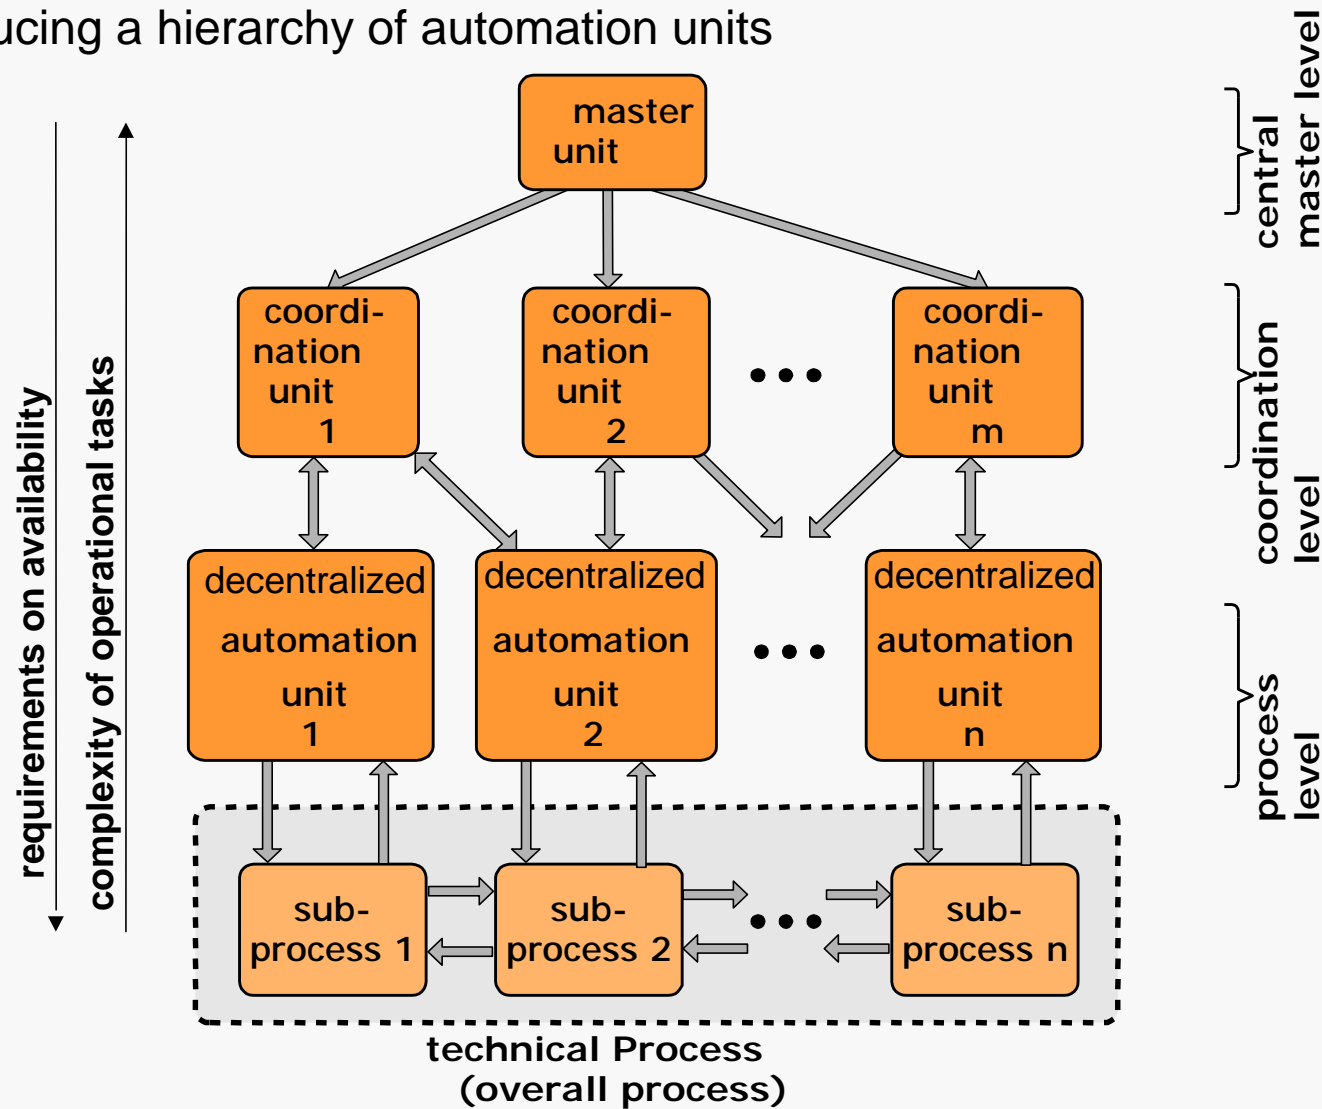 ucing a hierarchy of automation units
master
unit
central
master level
coordi-
nation
unit
1
coordi-
nation
unit
2
coordi-
nation
unit
m
coordination
level
requirements on availability
complexity of operational tasks
decentralized
automation
unit
1
decentralized
automation
unit
2
decentralized
automation
unit
n
process
level
sub-
process 1
sub-
process 2
sub-
process n
technical Process
(overall process)